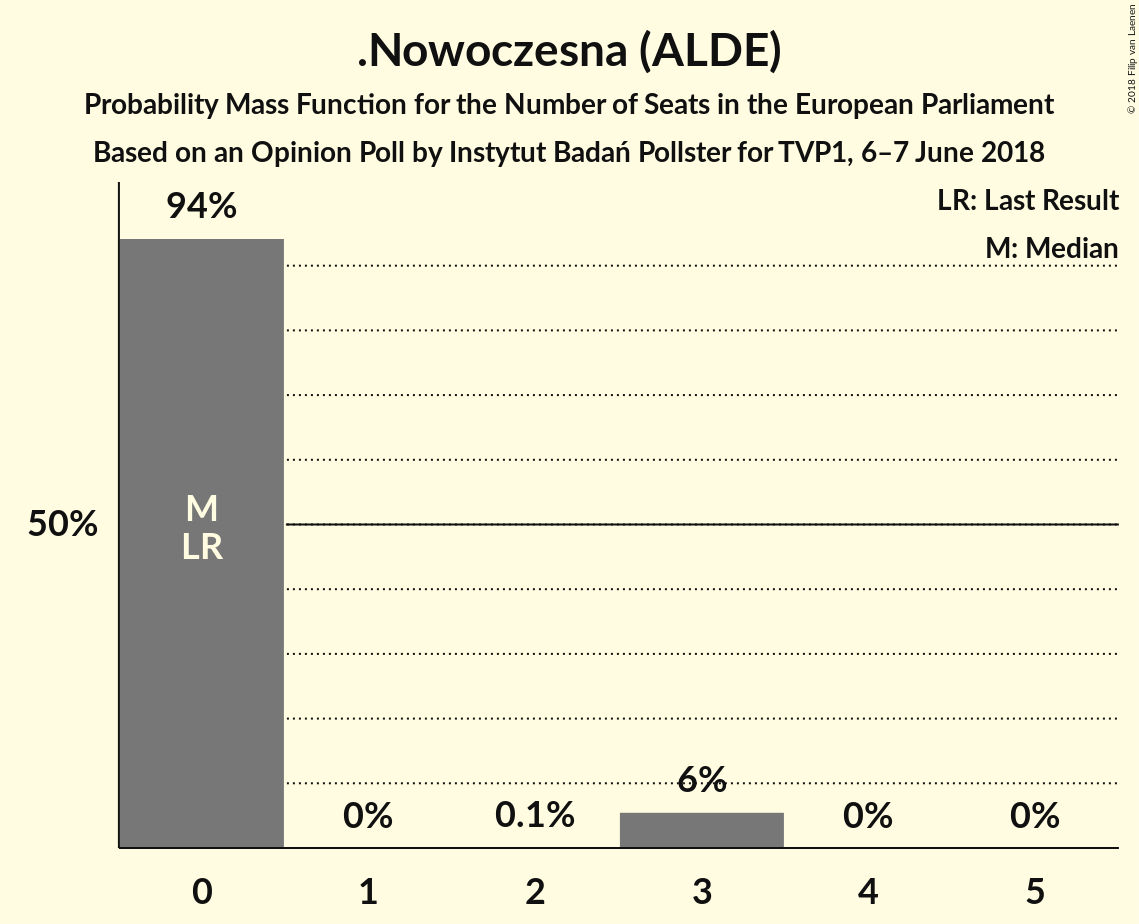 .Nowoczesna (ALDE)
Probability Mass Function for the Number of Seats in the European Parliament
Based on an Opinion Poll by Instytut Badań Pollster for TVP1, 6–7 June 2018
© 2018 Filip van Laenen
LR: Last Result
M: Median
94%
50%
M
LR
0%
0.1%
6%
0%
0%
0
1
2
3
4
5